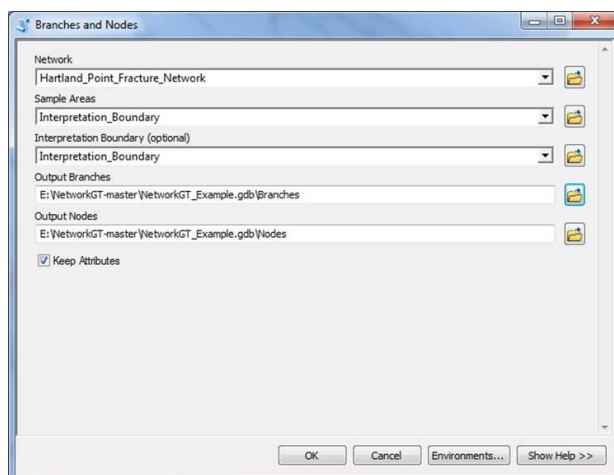 Branches and Nodes
Network
Hartland_Point_Fracture_Network
Sample Areas
Interpretation_Boundary
Interpretation Boundary (optional)
Interpretation_Boundary
Output Branches
E:\NetworkGT-master\NetworkGT_Example.gdb\Branches
Output Nodes
E:\NetworkGT-master\NetworkGT_Example.gdb\Nodes
Keep Attributes
OK Cancel Environments... Show Help >>